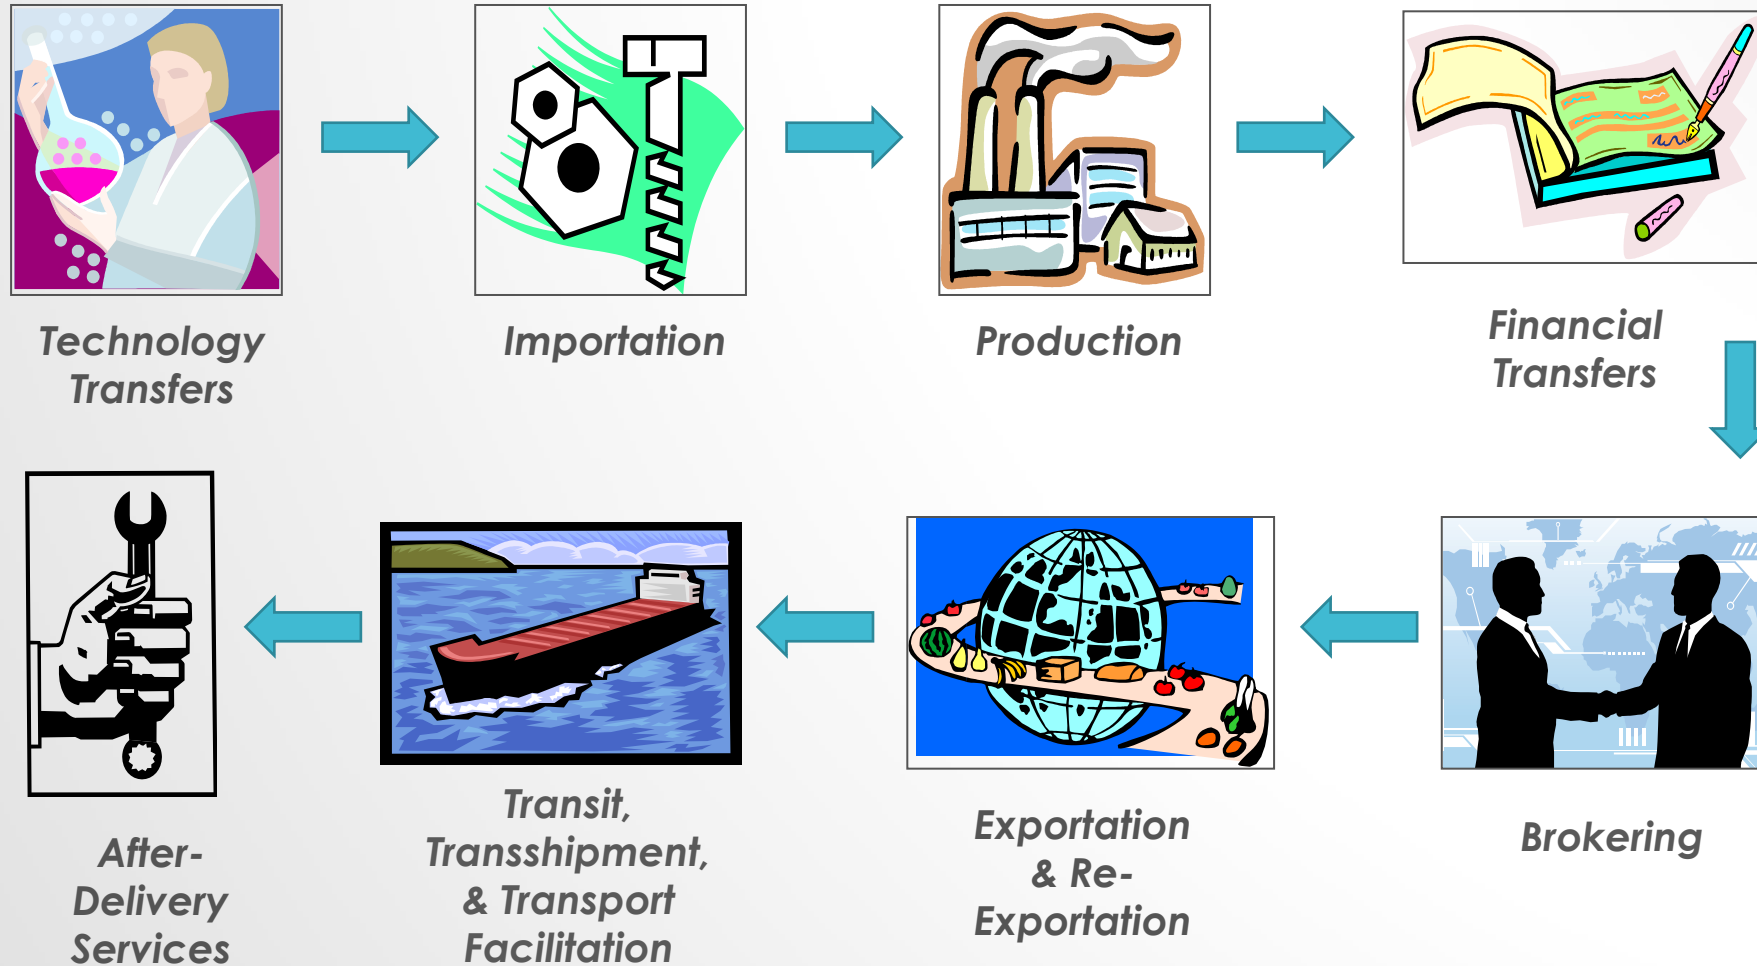 Technology
Transfers
Importation
Production
Financial
Transfers
After-
Delivery
Services
Transit,
Transshipment,
& Transport
Facilitation
Exportation
& Re-
Exportation
Brokering